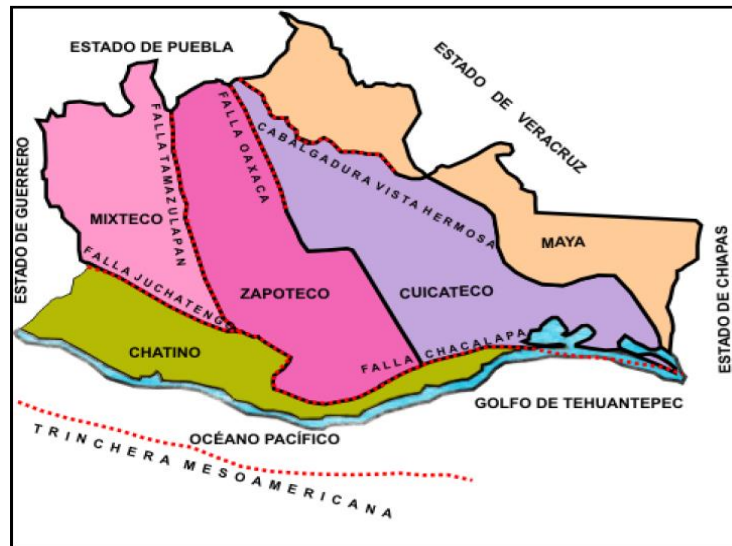 ESTADO DE PUEBLA
ESTADO DE VERACRUZ
ESTADO DE GUERRERO
FALLA TAMAZULAPAN
FALLA OAXACA
CABALGADURA VISTA HERMOSA
MIXTECO
MAYA
ESTADO DE CHIAPAS
FALLA JUCHATENGO
ZAPOTECO
CUICATECO
CHATINO
FALLA CHACALAPA
GOLFO DE TEHUANTEPEC
OCÉANO PACÍFICO
TRINCHERA MESOAMERICANA